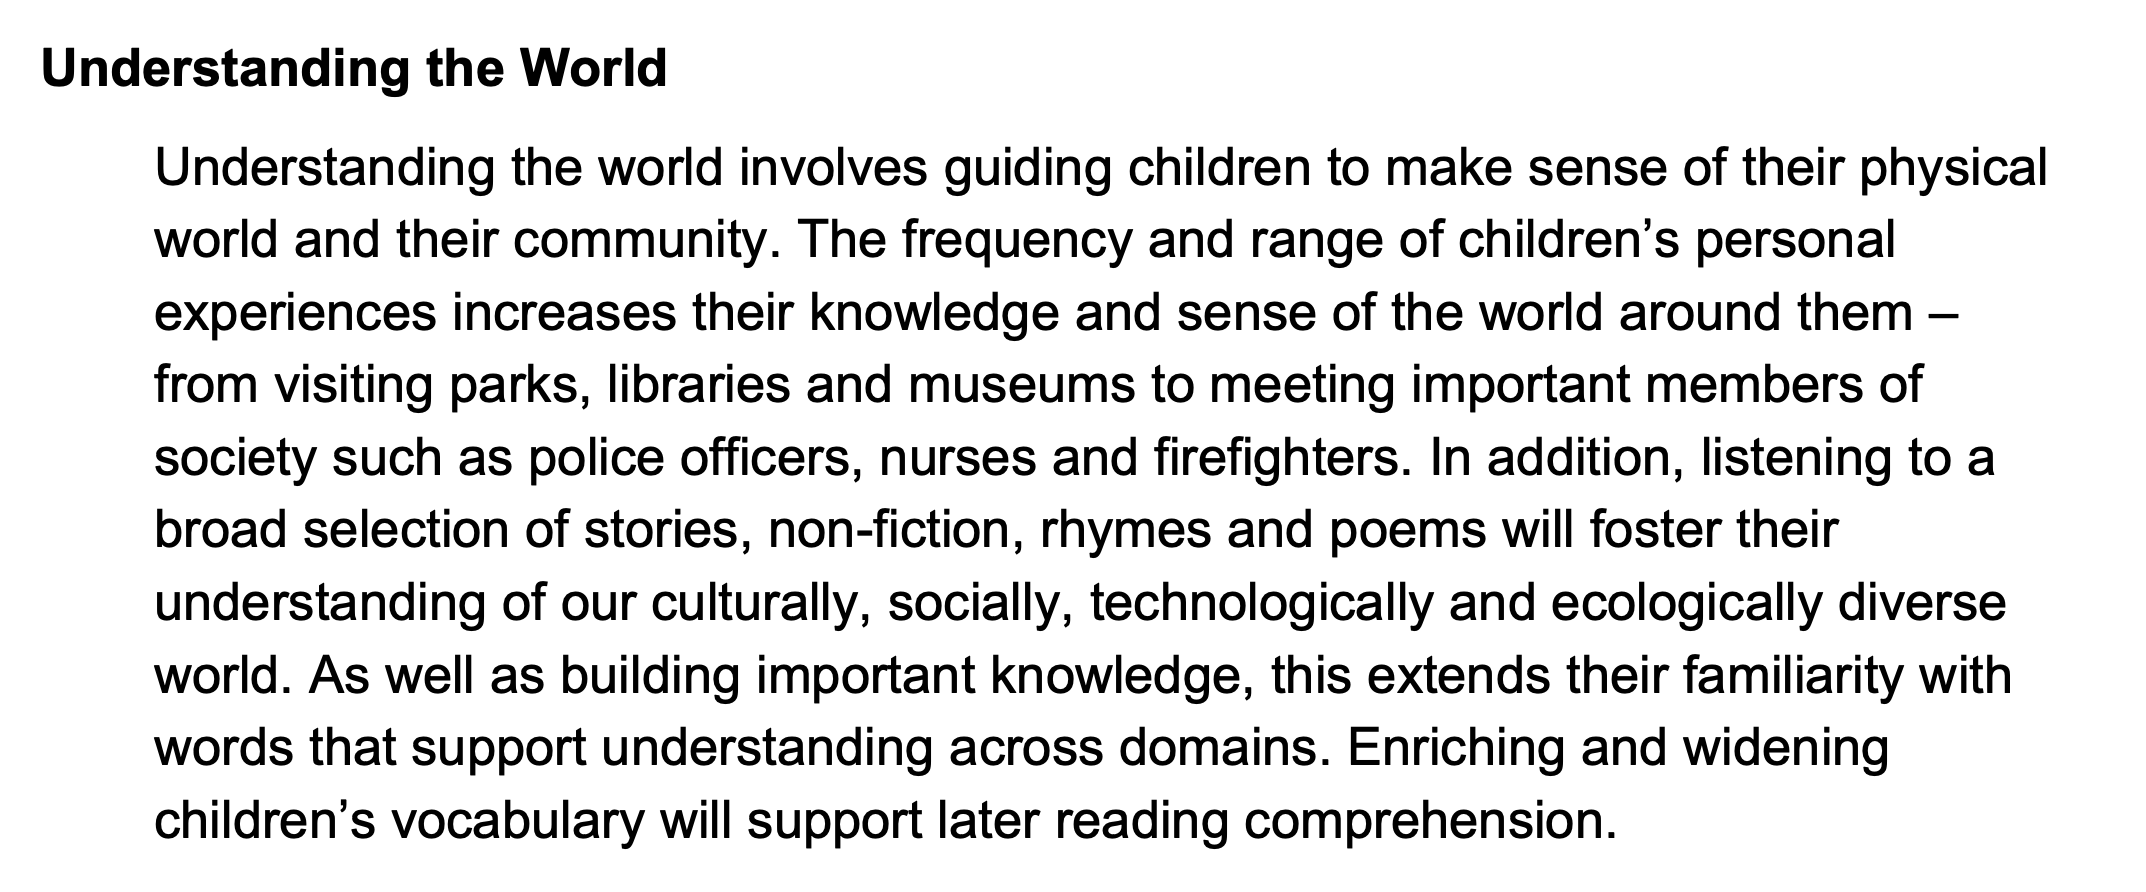 Understanding the World
Understanding the world involves guiding children to make sense of their physical
world and their community. The frequency and range of children’s personal
experiences increases their knowledge and sense of the world around them –
from visiting parks, libraries and museums to meeting important members of
society such as police officers, nurses and firefighters. In addition, listening to a
broad selection of stories, non-fiction, rhymes and poems will foster their
understanding of our culturally, socially, technologically and ecologically diverse
world. As well as building important knowledge, this extends their familiarity with
words that support understanding across domains. Enriching and widening
children’s vocabulary will support later reading comprehension.